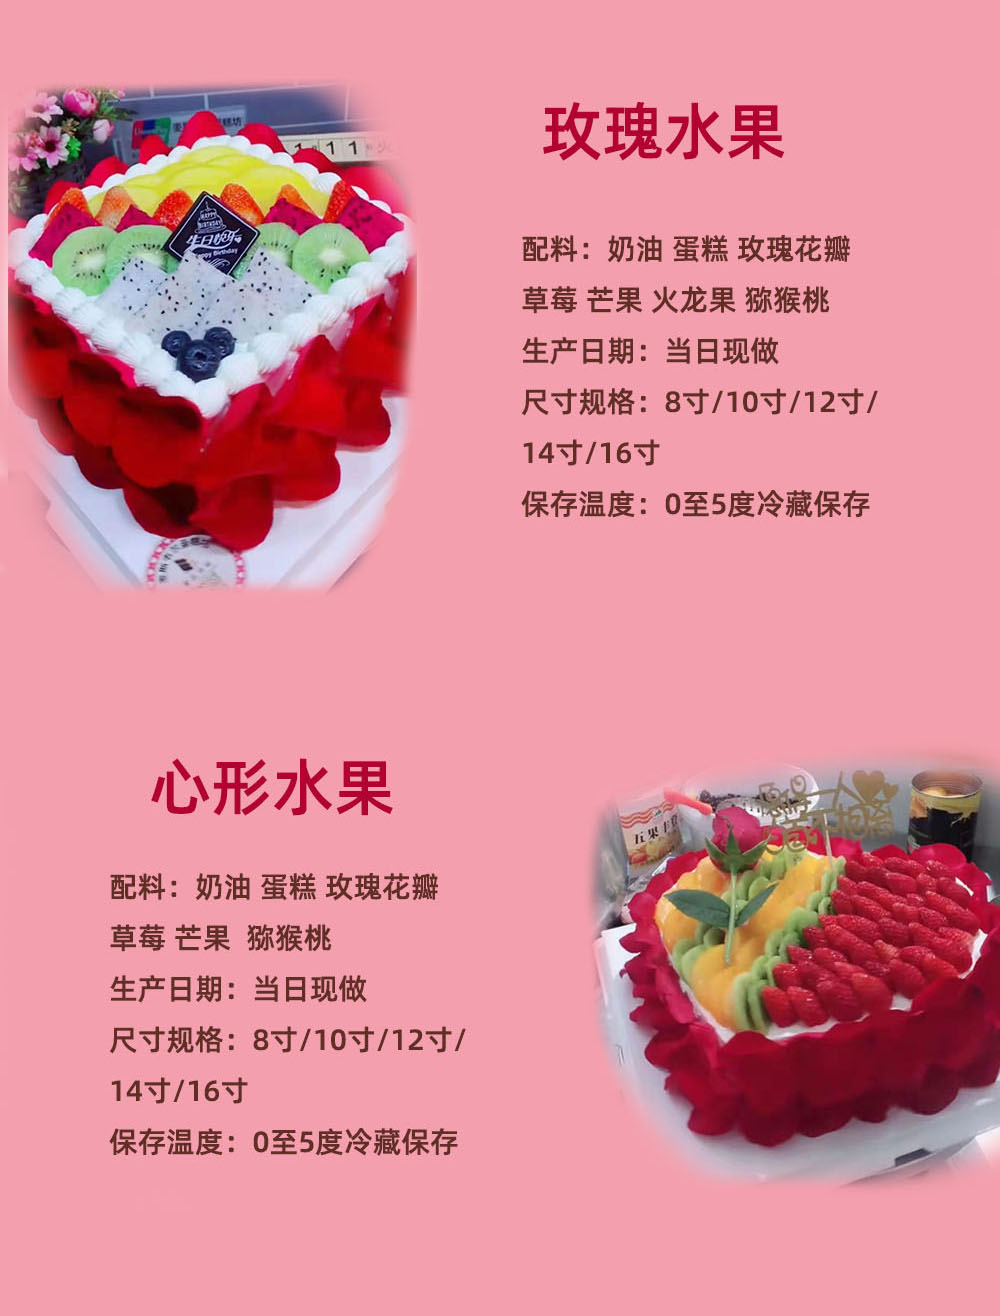 玫瑰水果
配料：奶油 蛋糕 玫瑰花瓣
草莓 芒果 火龙果 猕猴桃
生产日期：当日现做
尺寸规格：8寸/10寸/12寸/
14寸/16寸
保存温度：0至5度冷藏保存
HAPPY
BIRTHDAY
生日快乐
Happy Birthday
11
心形水果
配料：奶油 蛋糕 玫瑰花瓣
草莓 芒果 猕猴桃
生产日期：当日现做
尺寸规格：8寸/10寸/12寸/
14寸/16寸
保存温度：0至5度冷藏保存
五果